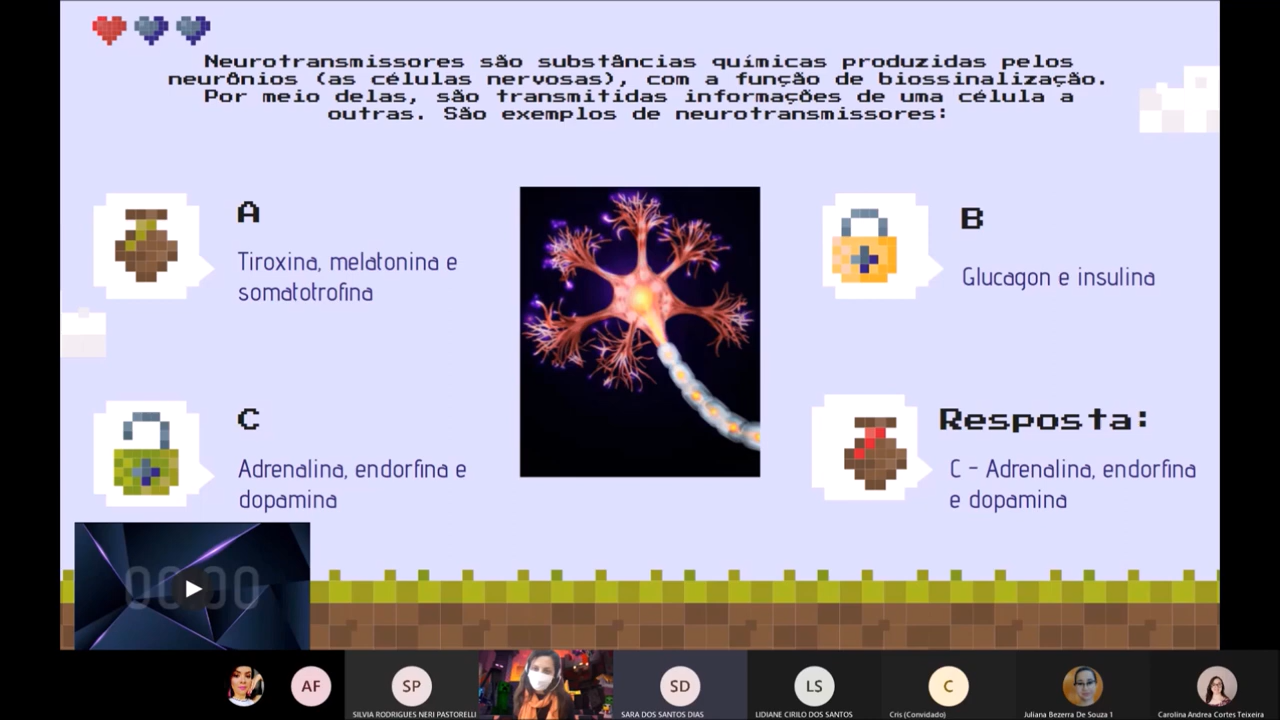 Neurotransmissores são substâncias químicas produzidas pelos
neurônios (as células nervosas), com a função de biossinalização.
Por meio delas, são transmitidas informações de uma célula a
outras. São exemplos de neurotransmissores:
A
Tiroxina, melatonina e
somatotrofina
B
Glucagon e insulina
C
Adrenalina, endorfina e
dopamina
Resposta:
C - Adrenalina, endorfina
e dopamina
00:00
AF
SP
SILVIA RODRIGUES NERI PASTORELLI
SD
SARA DOS SANTOS DIAS
LS
LIDIANE CIRILO DOS SANTOS
C
Cris (Convidado)
Juliana Bezerra De Souza 1
Carolina Andrea Cortes Teixeira